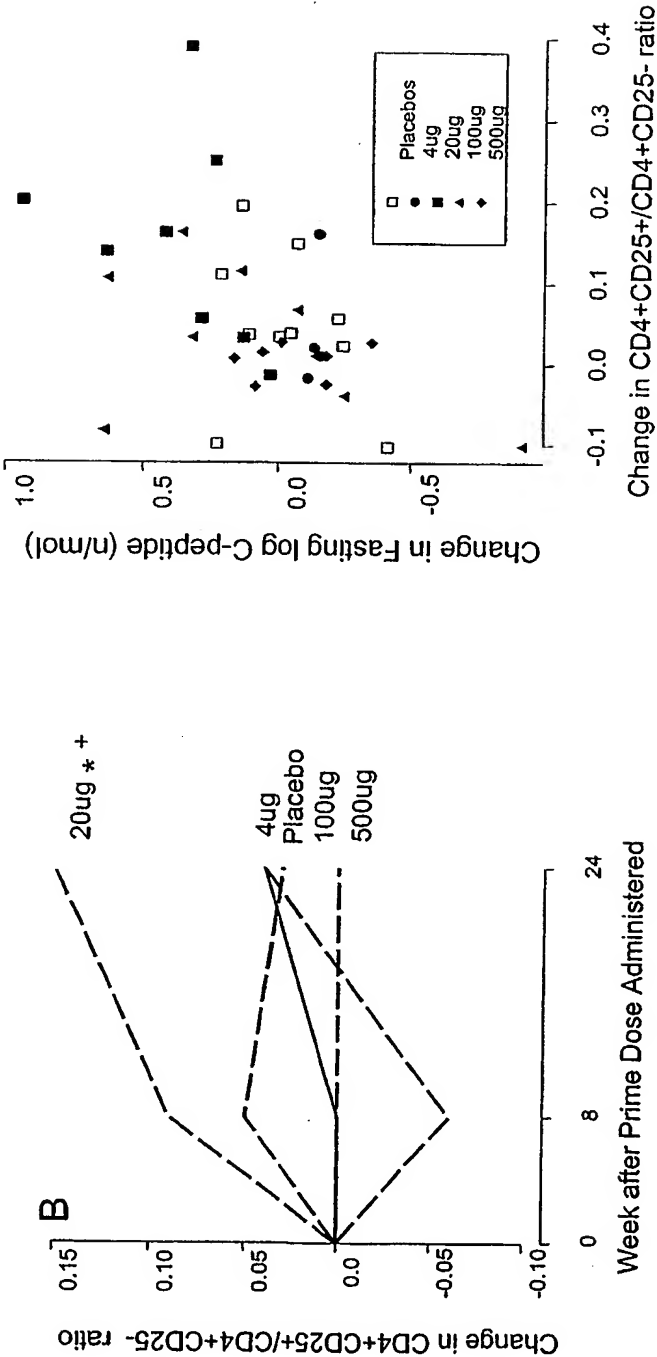 B
Change in CD4+CD25+/CD4+CD25- ratio
0.15
0.10
0.05
0.0
-0.05
-0.10
0
8
24
Week after Prime Dose Administered
20ug * +
4ug
Placebo
100ug
500ug
Change in Fasting log C-peptide (n/mol)
1.0
0.5
0.0
-0.5
-0.1
0.0
0.1
0.2
0.3
0.4
Change in CD4+CD25+/CD4+CD25- ratio
Placebos
4ug
20ug
100ug
500ug